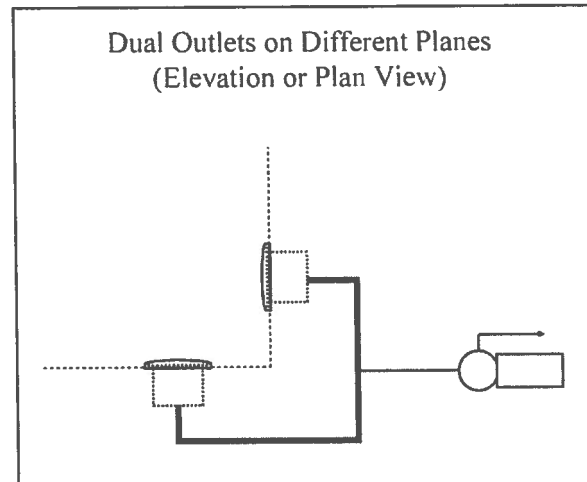 Dual Outlets on Different Planes
(Elevation or Plan View)